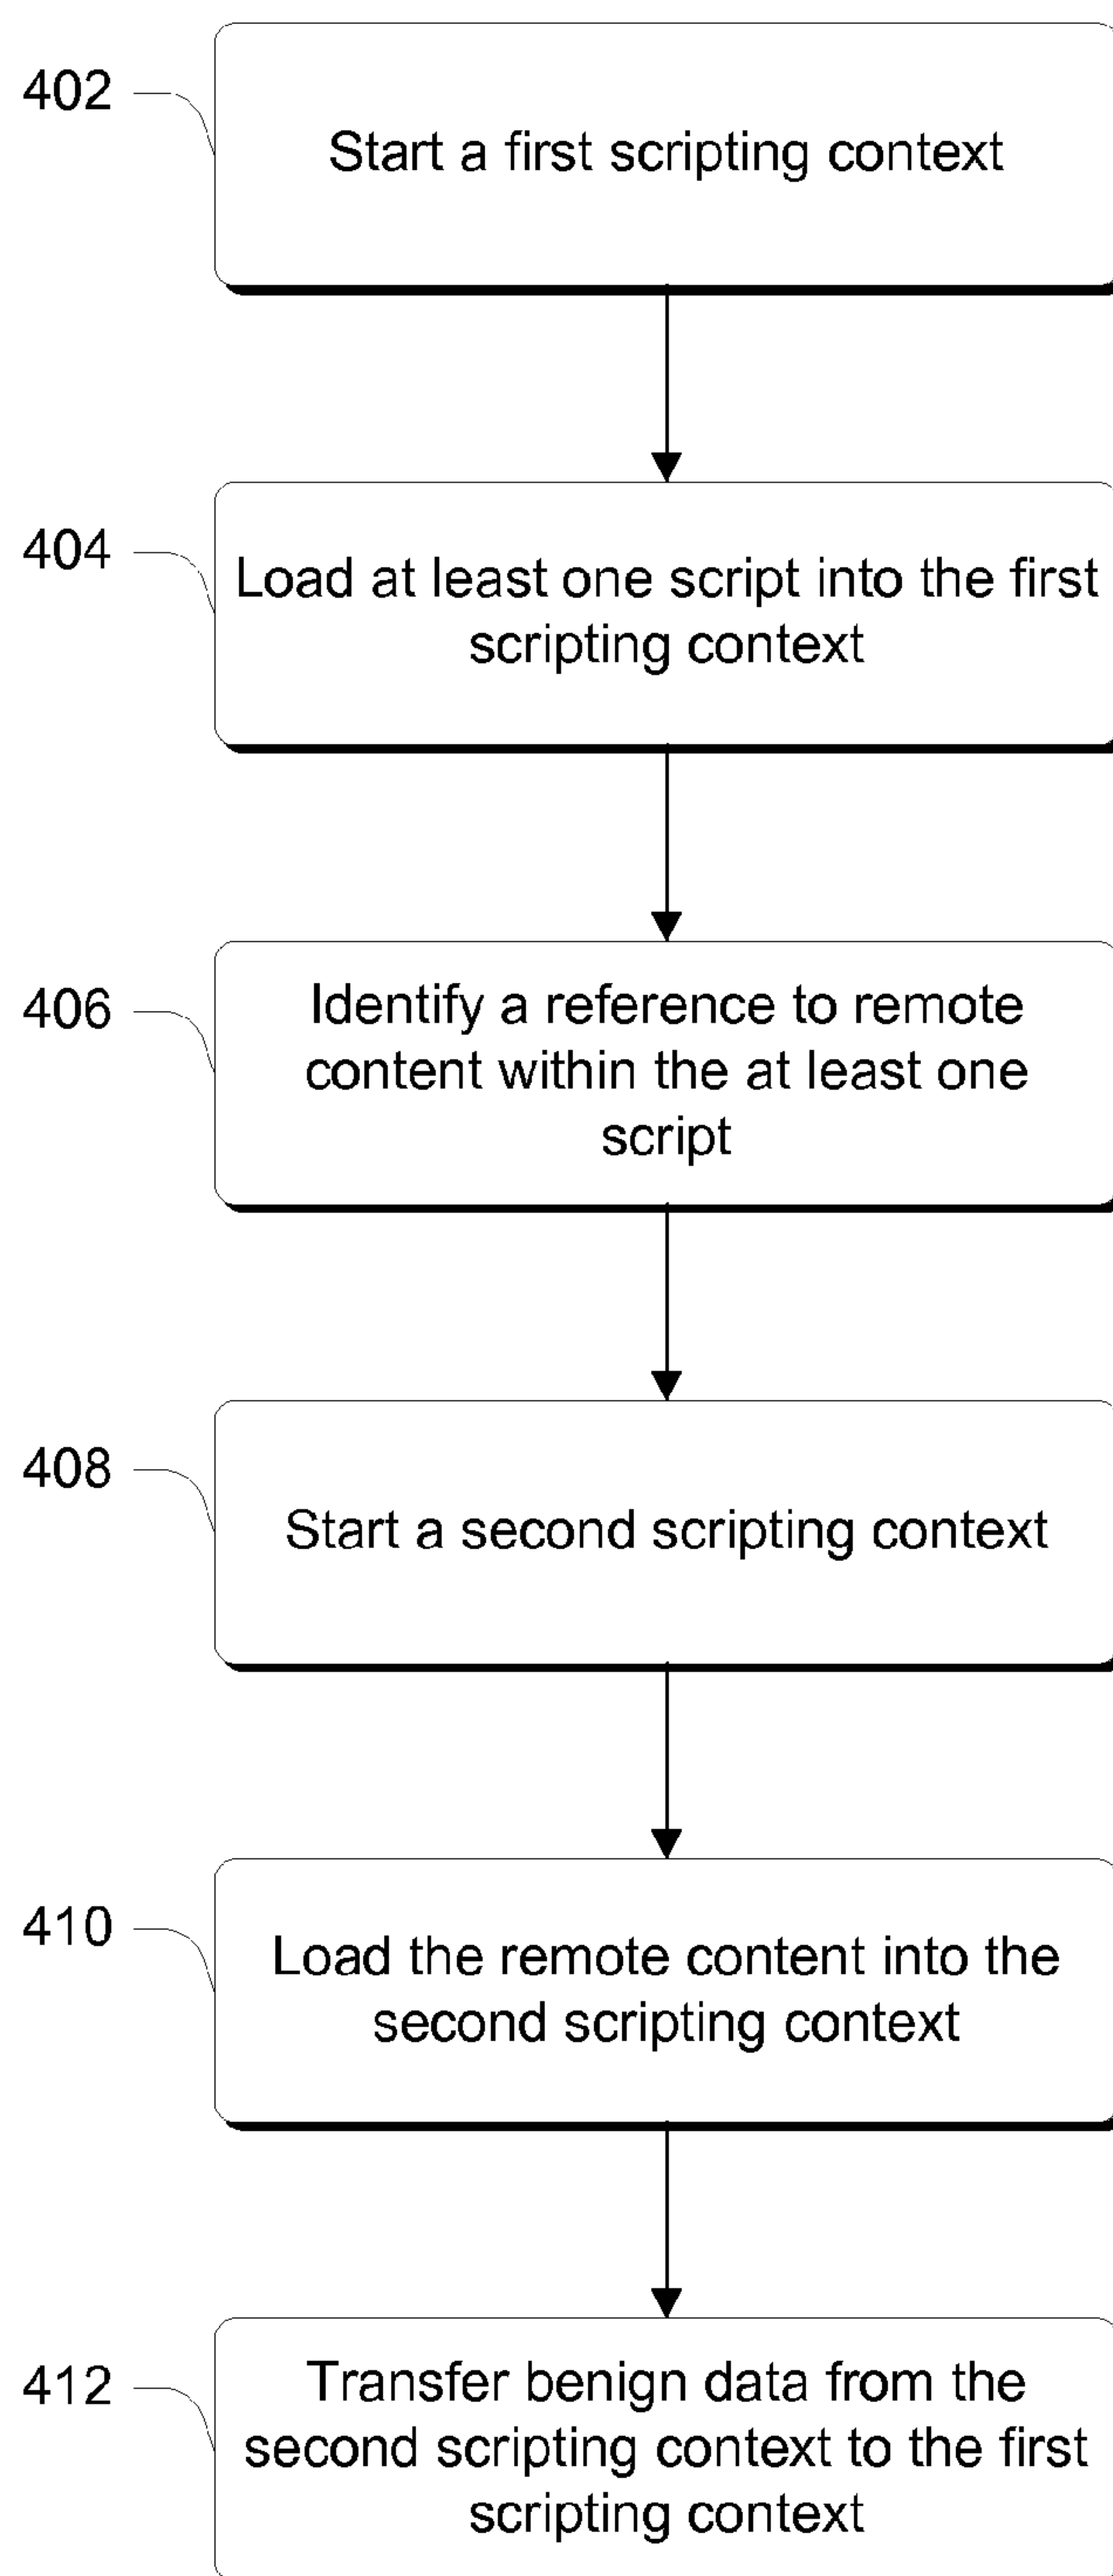 402
Start a first scripting context
404
Load at least one script into the first
scripting context
406
Identify a reference to remote
content within the at least one
script
408
Start a second scripting context
410
Load the remote content into the
second scripting context
412
Transfer benign data from the
second scripting context to the first
scripting context